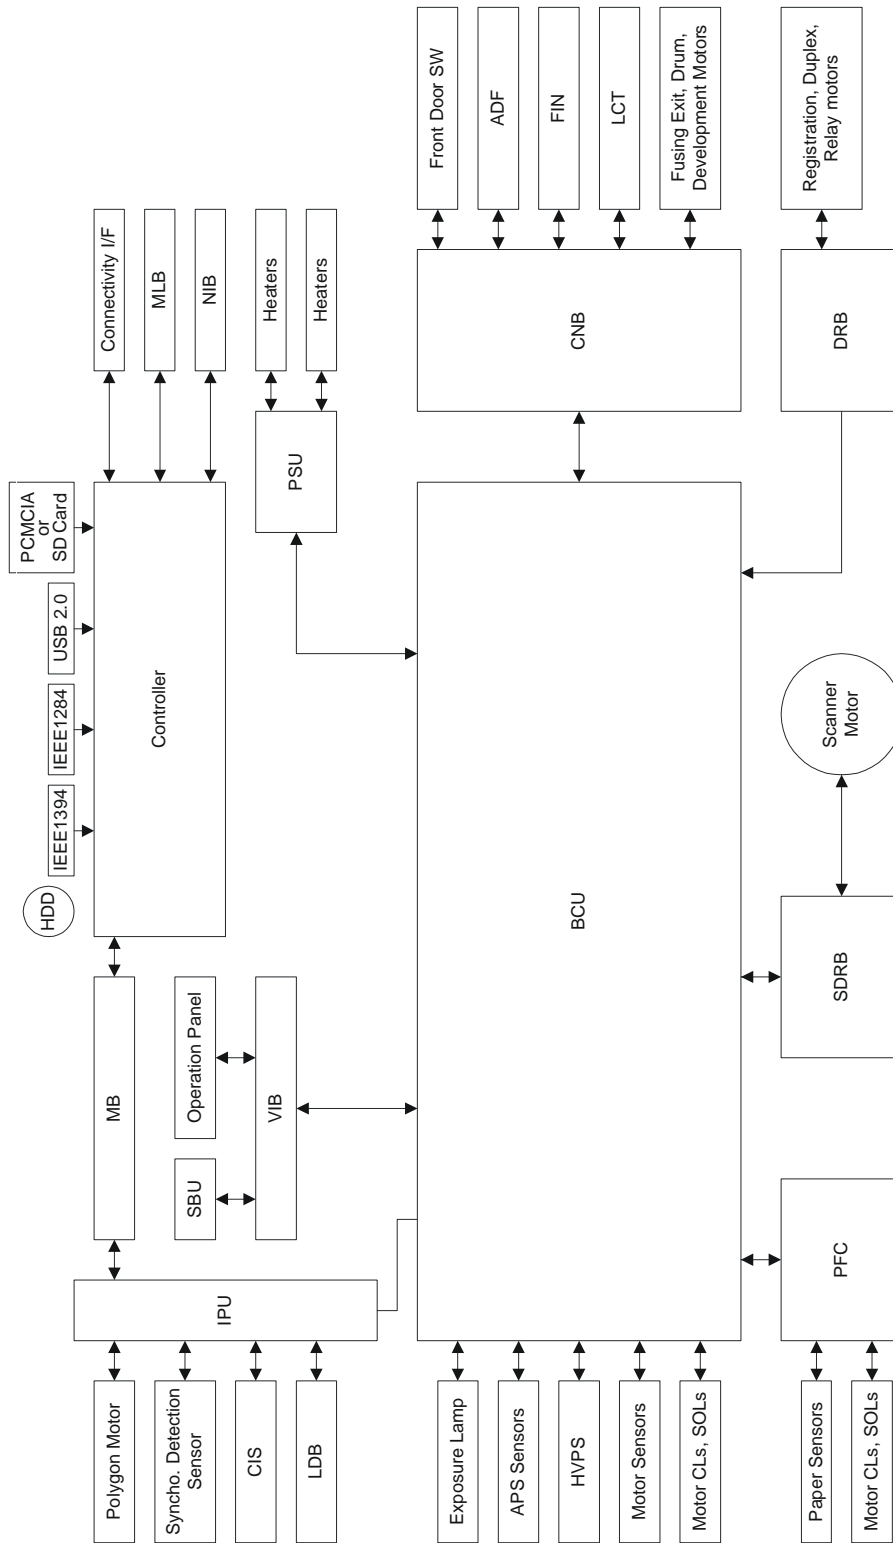 HDD
IEEE1394
IEEE1284
USB 2.0
PCMCIA
or
SD Card
Polygon Motor
MB
Connectivity I/F
Syncho. Detection
Sensor
Controller
MLB
SBU
Operation Panel
NIB
IPU
CIS
VIB
Heaters
PSU
LDB
Heaters
Exposure Lamp
Front Door SW
APS Sensors
ADF
HVPS
BCU
CNB
FIN
Motor Sensors
LCT
Motor CLs, SOLs
Fusing Exit, Drum,
Development Motors
Paper Sensors
PFC
SDRB
Scanner
Motor
DRB
Registration, Duplex,
Relay motors
Motor CLs, SOLs